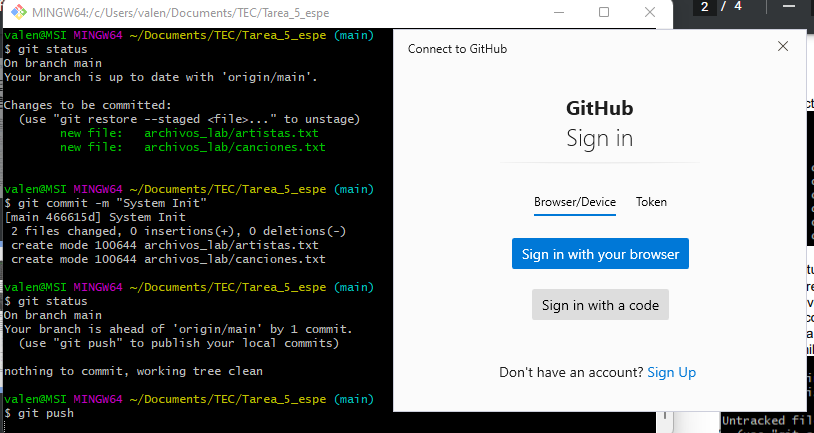 MINGW64:/c/Users/valen/Documents/TEC/Tarea_5_espe
2 / 4
valen@MSI MINGW64 ~/Documents/TEC/Tarea_5_espe (main)
$ git status
On branch main
Your branch is up to date with 'origin/main'.
Changes to be committed:
(use "git restore --staged <file>..." to unstage)
new file: archivos_lab/artistas.txt
new file: archivos_lab/canciones.txt
valen@MSI MINGW64 ~/Documents/TEC/Tarea_5_espe (main)
$ git commit -m "System Init"
[main 466615d] System Init
2 files changed, 0 insertions(+), 0 deletions(-)
create mode 100644 archivos_lab/artistas.txt
create mode 100644 archivos_lab/canciones.txt
valen@MSI MINGW64 ~/Documents/TEC/Tarea_5_espe (main)
$ git status
On branch main
Your branch is ahead of 'origin/main' by 1 commit.
(use "git push" to publish your local commits)
nothing to commit, working tree clean
valen@MSI MINGW64 ~/Documents/TEC/Tarea_5_espe (main)
$ git push
Connect to GitHub
GitHub
Sign in
Browser/Device Token
Sign in with your browser
Sign in with a code
Don't have an account? Sign Up
Untracked fil